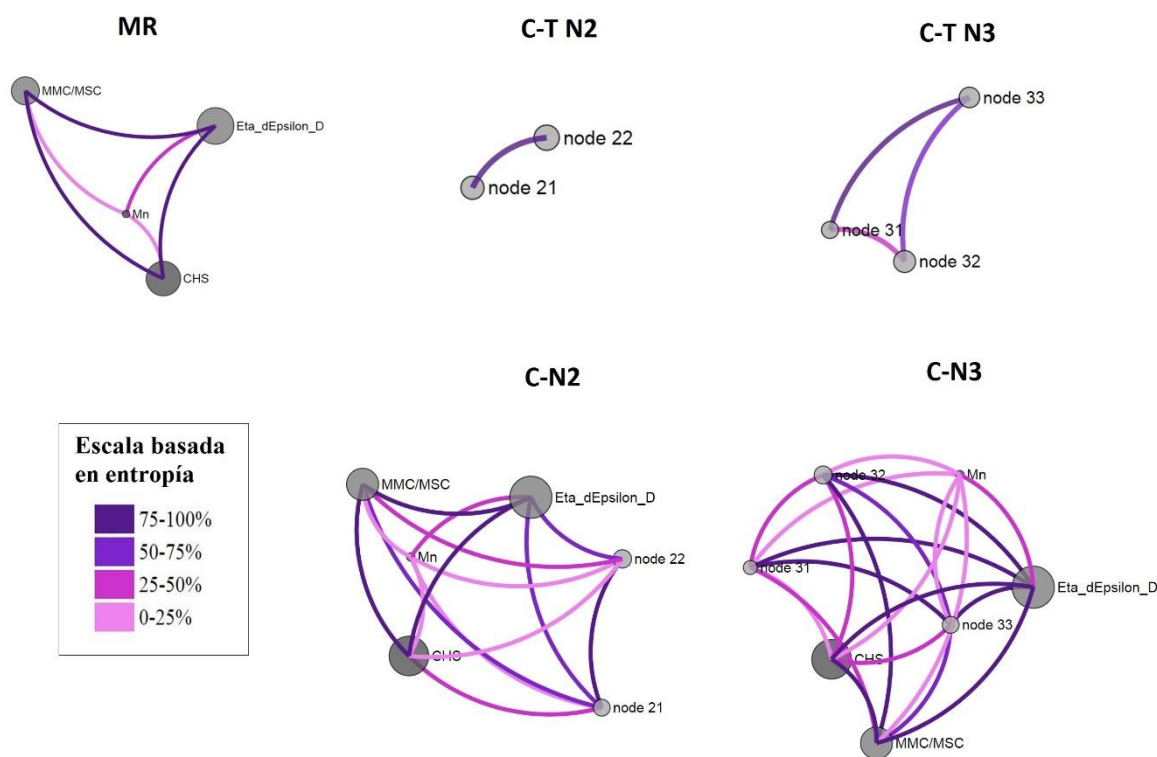 MR
C-T N2
C-T N3
MMC/MSC
Eta_dEpsilon_D
Mn
CHS
node 22
node 21
node 33
node 31
node 32
C-N2
C-N3
Escala basada
en entropía
75-100%
50-75%
25-50%
0-25%
MMC/MSC
Eta_dEpsilon_D
Mn
node 22
CHS
node 21
node 32
Mn
node 31
Eta_dEpsilon_D
node 33
CHS
MMC/MSC